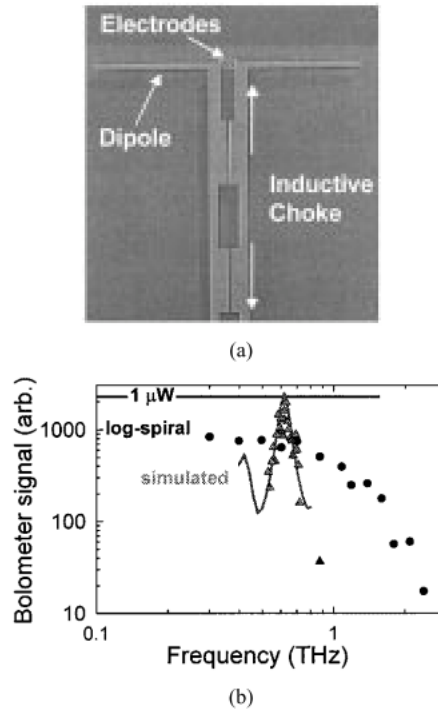 Electrodes
Dipole
Inductive
Choke
(a)
1 μW
log-spiral
simulated
Bolometer signal (arb.)
1000
100
10
0.1
1
Frequency (THz)
(b)